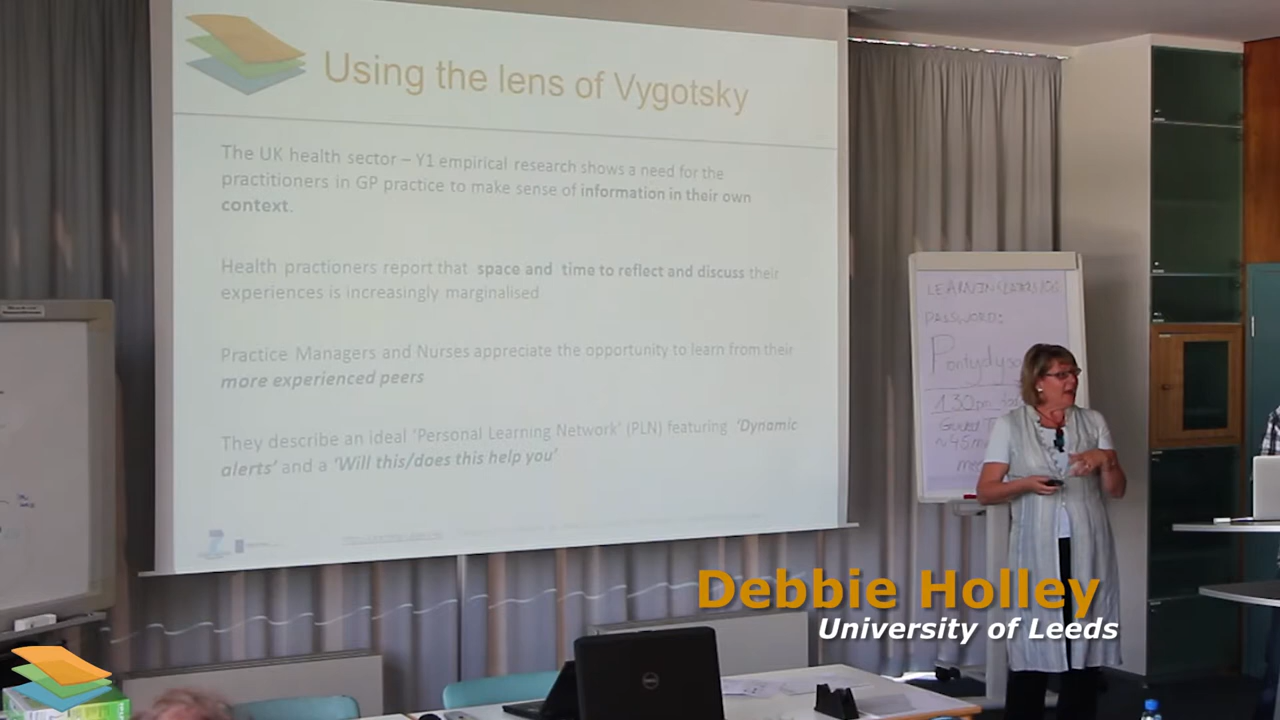 Using the lens of Vygotsky
The UK health sector – Y1 empirical research shows a need for the
practitioners in GP practice to make sense of information in their own
context.
Health practioners report that space and time to reflect and discuss their
experiences is increasingly marginalised
Practice Managers and Nurses appreciate the opportunity to learn from their
more experienced peers
They describe an ideal ‘Personal Learning Network’ (PLN) featuring ‘Dynamic
alerts’ and a ‘Will this/does this help you’
PASSWORD:
1.30pm
~45
Debbie Holley
University of Leeds
DELL